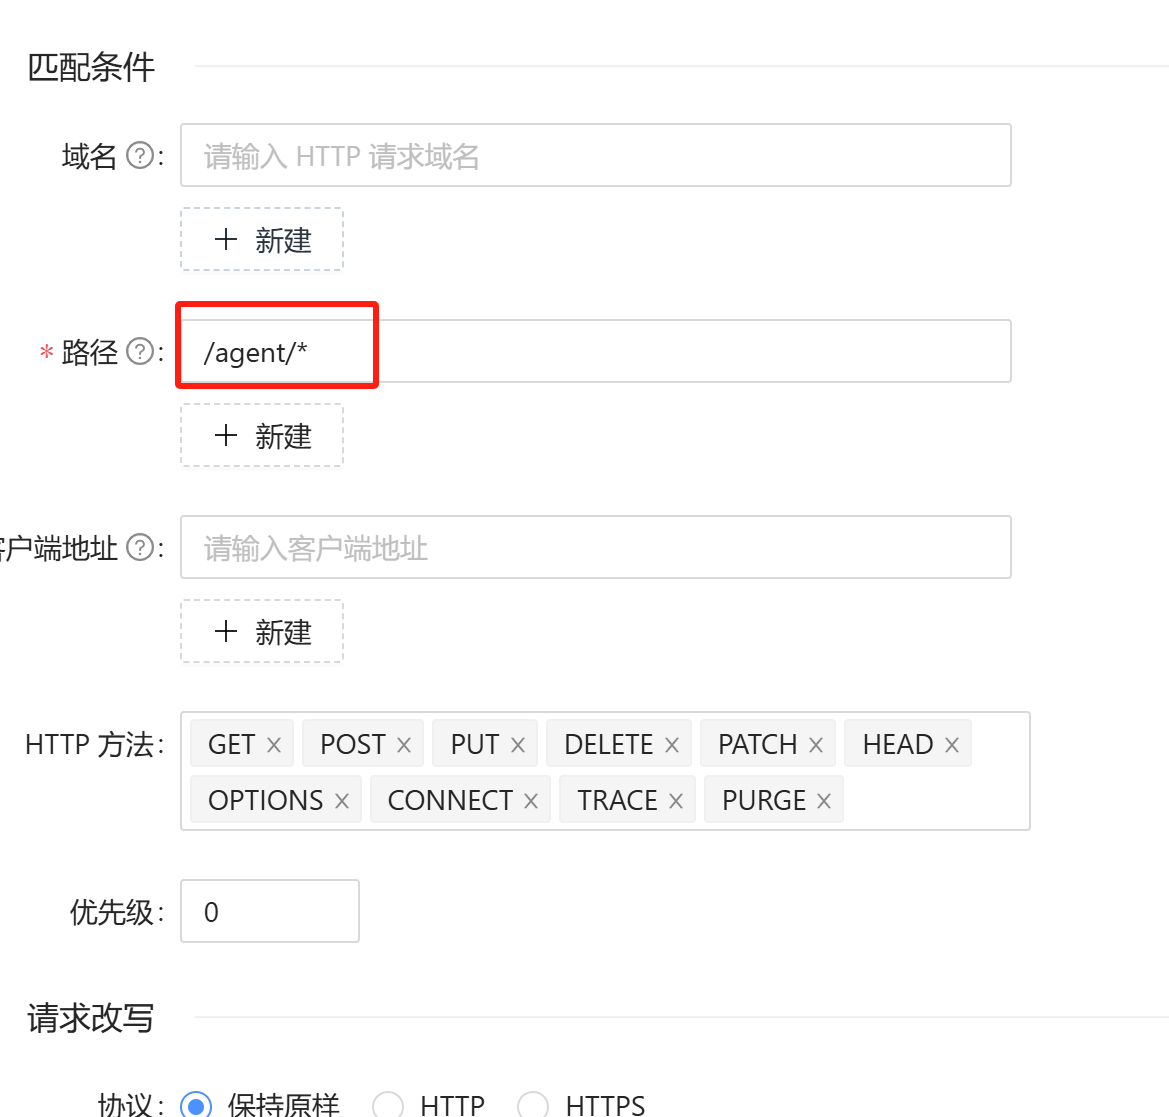 匹配条件
域名 ?:
请输入 HTTP 请求域名
+ 新建
* 路径 ?:
/agent/*
+ 新建
户端地址 ?:
请输入客户端地址
+ 新建
HTTP 方法:
GET × POST × PUT × DELETE × PATCH × HEAD ×
OPTIONS × CONNECT × TRACE × PURGE ×
优先级: 0
请求改写
协议: 保持原样 HTTP HTTPS